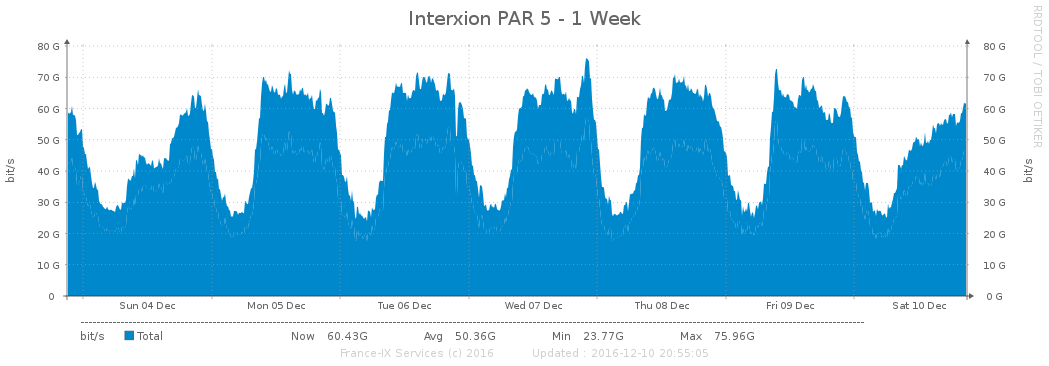 Interxion PAR 5 - 1 Week
RRDTOOL / TOBI OETIKER
bit/s
80 G
70 G
60 G
50 G
40 G
30 G
20 G
10 G
0
80 G
70 G
60 G
50 G
40 G
30 G
20 G
10 G
0 G
bit/s
Sun 04 Dec Mon 05 Dec Tue 06 Dec Wed 07 Dec Thu 08 Dec Fri 09 Dec Sat 10 Dec
bit/s Total Now 60.43G Avg 50.36G Min 23.77G Max 75.96G
France-IX Services (c) 2016 Updated : 2016-12-10 20:55:05